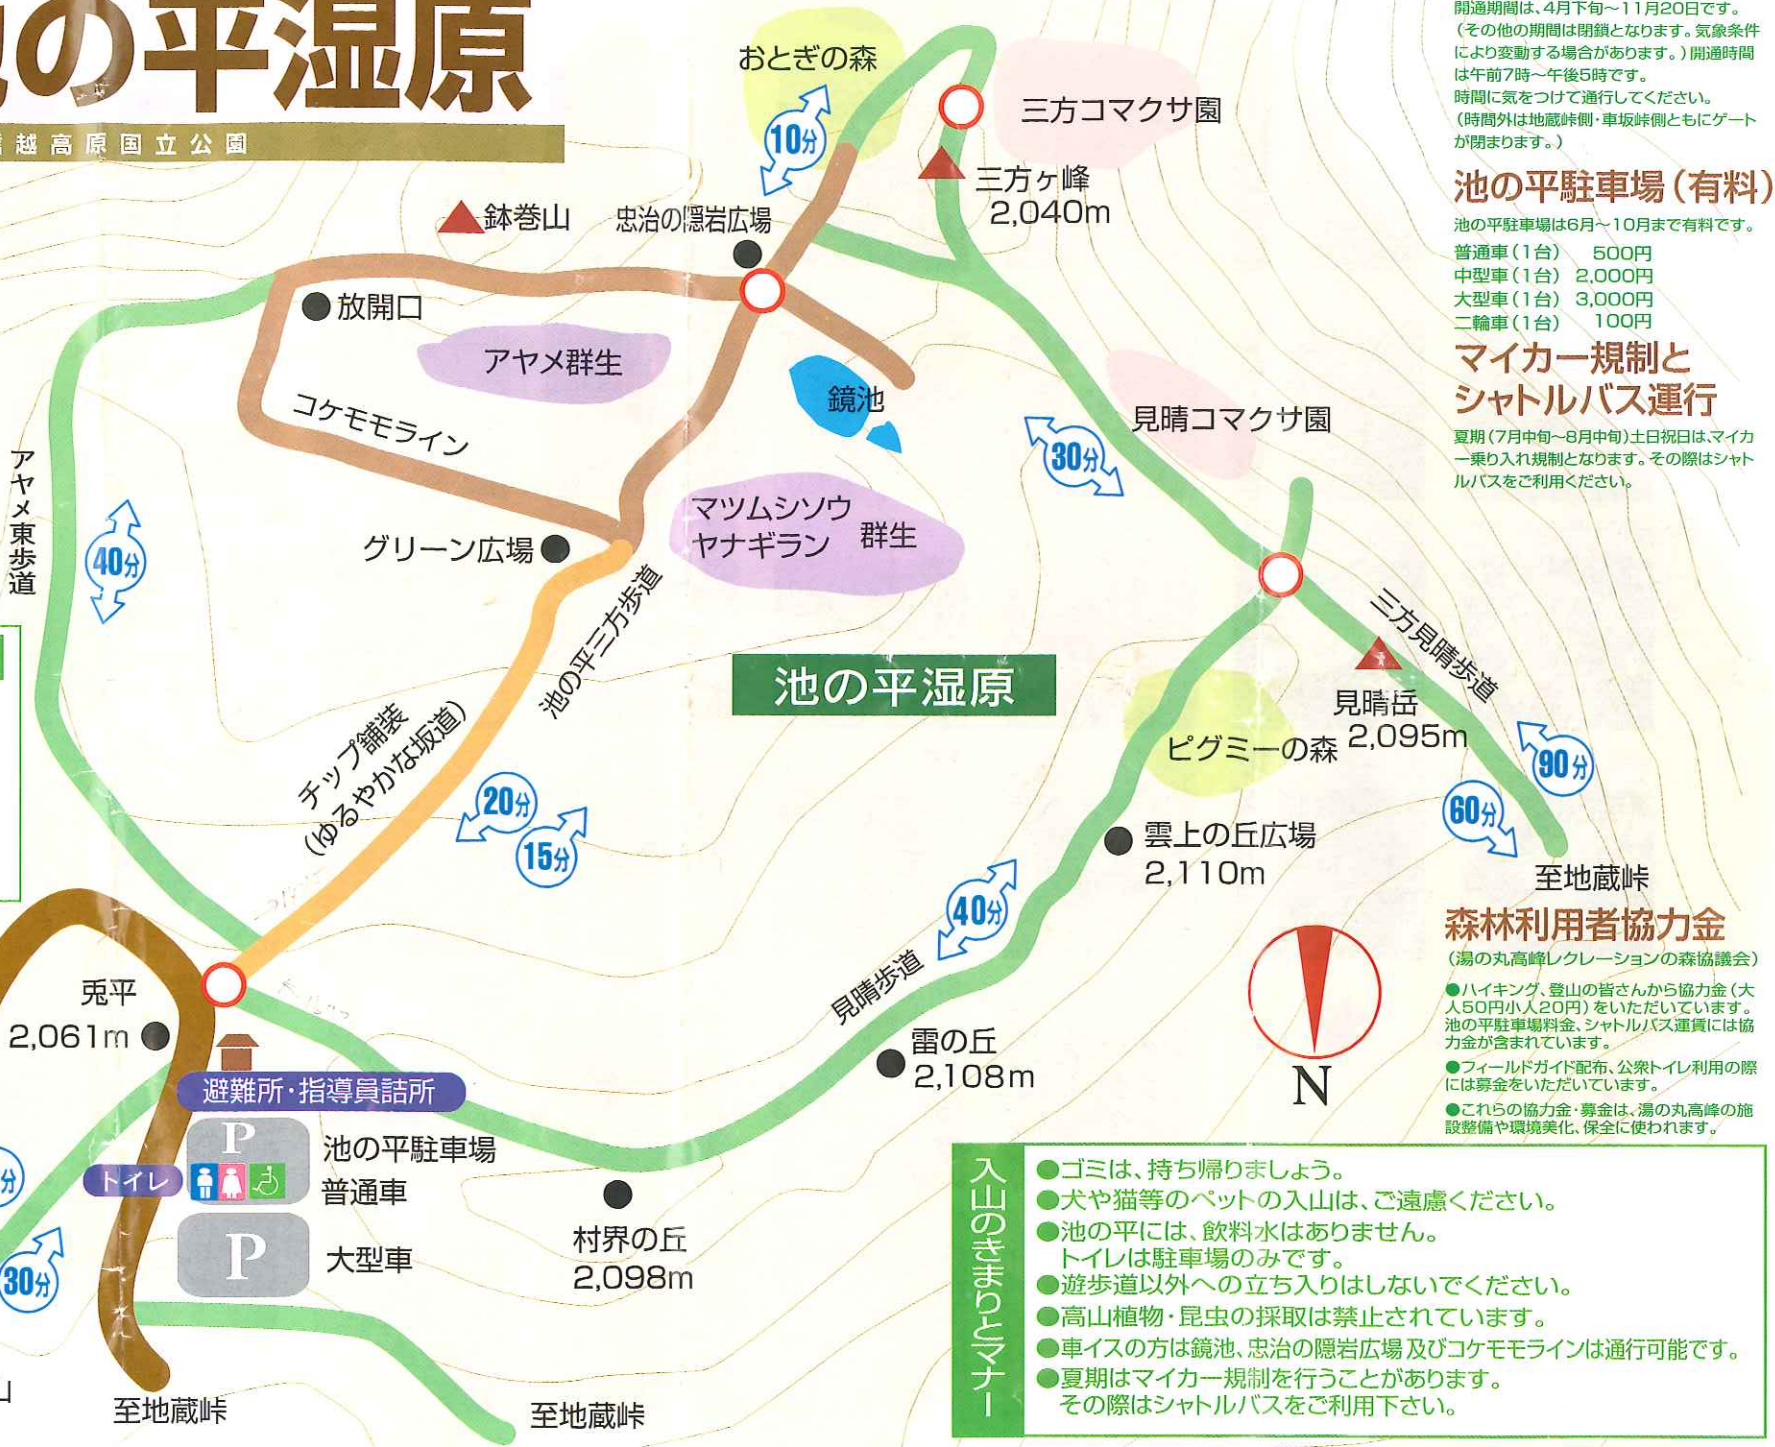 の平湿原
越高原国立公園
開通期間は、4月下旬～11月20日です。
(その他の期間は閉鎖となります。気象条件
により変動する場合があります。)開通時間
は午前7時～午後5時です。
時間に気をつけて通行してください。
(時間外は地蔵峠側・車坂峠側ともにゲート
が閉まります。)
池の平駐車場(有料)
池の平駐車場は6月～10月まで有料です。
普通車(1台) 500円
中型車(1台) 2,000円
大型車(1台) 3,000円
二輪車(1台) 100円
マイカー規制と
シャトルバス運行
夏期(7月中旬～8月中旬)土日祝日は、マイカ
ー乗り入れ規制となります。その際はシャト
ルバスをご利用ください。
おとぎの森
10分
三方コマクサ園
三方ヶ峰
2,040m
鉢巻山
忠治の隠岩広場
放開口
アヤメ群生
鏡池
コケモモライン
見晴コマクサ園
30分
アヤメ東歩道
40分
マツムシソウ
ヤナギラン 群生
グリーン広場
池の平三方歩道
三方見晴歩道
池の平湿原
見晴岳
2,095m
ピグミーの森
チップ舗装
(ゆるやかな坂道)
20分
15分
90分
60分
雲上の丘広場
2,110m
至地蔵峠
40分
見晴歩道
森林利用者協力金
(湯の丸高峰レクレーションの森協議会)
●ハイキング、登山の皆さんから協力金(大
人50円小人20円)をいただいています。
池の平駐車場料金、シャトルバス運賃には協
力金が含まれています。
●フィールドガイド配布、公衆トイレ利用の際
には募金をいただいています。
●これらの協力金・募金は、湯の丸高峰の施
設整備や環境美化、保全に使われます。
兎平
2,061m
雷の丘
2,108m
N
避難所・指導員詰所
P
池の平駐車場
トイレ
普通車
P
大型車
分
30分
村界の丘
2,098m
至地蔵峠
至地蔵峠
山
入山のきまりとマナー
●ゴミは、持ち帰りましょう。
●犬や猫等のペットの入山は、ご遠慮ください。
●池の平には、飲料水はありません。
トイレは駐車場のみです。
●遊歩道以外への立ち入りはしないでください。
●高山植物・昆虫の採取は禁止されています。
●車イスの方は鏡池、忠治の隠岩広場及びコケモモラインは通行可能です。
●夏期はマイカー規制を行うことがあります。
その際はシャトルバスをご利用下さい。